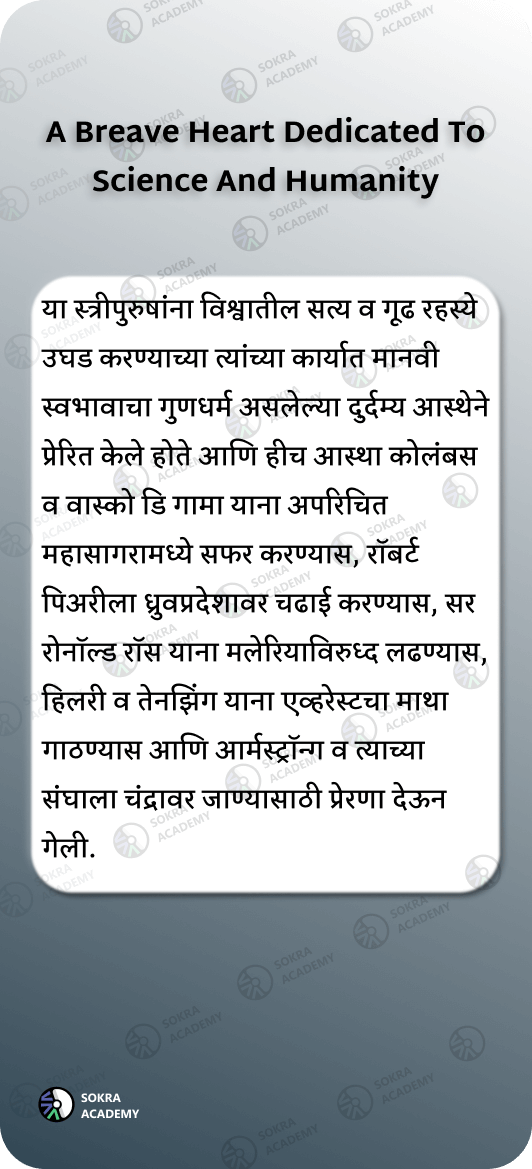 A Breave Heart Dedicated To
Science And Humanity
या स्त्रीपुरुषांना विश्वातील सत्य व गूढ रहस्ये
उघड करण्याच्या त्यांच्या कार्यात मानवी
स्वभावाचा गुणधर्म असलेल्या दुर्दम्य आस्थेने
प्रेरित केले होते आणि हीच आस्था कोलंबस
व वास्को डि गामा याना अपरिचित
महासागरामध्ये सफर करण्यास, रॉबर्ट
पिअरीला ध्रुवप्रदेशावर चढाई करण्यास, सर
रोनॉल्ड रॉस याना मलेरियाविरुध्द लढण्यास,
हिलरी व तेनझिंग याना एव्हरेस्टचा माथा
गाठण्यास आणि आर्मस्ट्रॉन्ग व त्याच्या
संघाला चंद्रावर जाण्यासाठी प्रेरणा देऊन
गेली.
SOKRA
ACADEMY